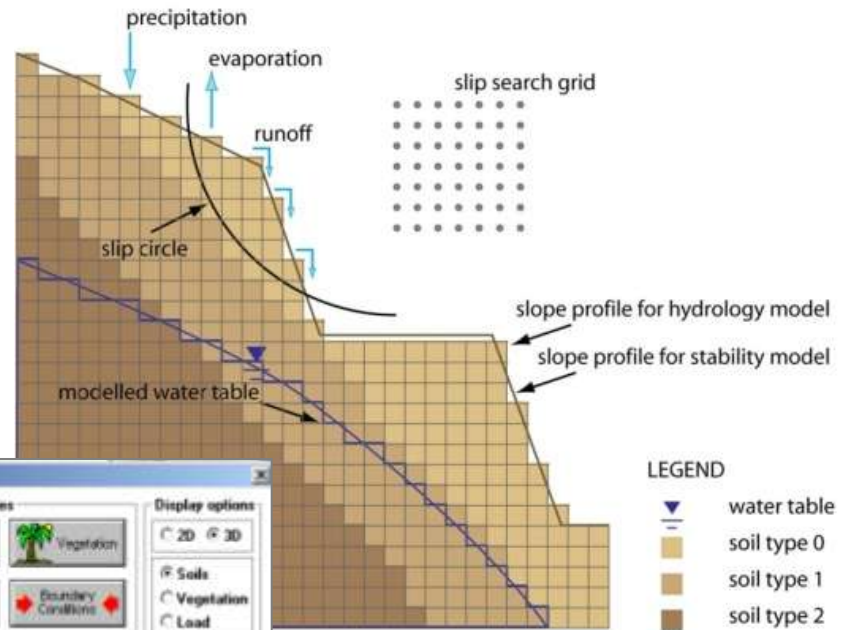 precipitation
evaporation
slip search grid
runoff
slip circle
slope profile for hydrology model
slope profile for stability model
modelled water table
LEGEND
water table
soil type 0
soil type 1
soil type 2
Display options
Vegetation
2D 3D
Soils
Boundary
Conditions
Vegetation
Load